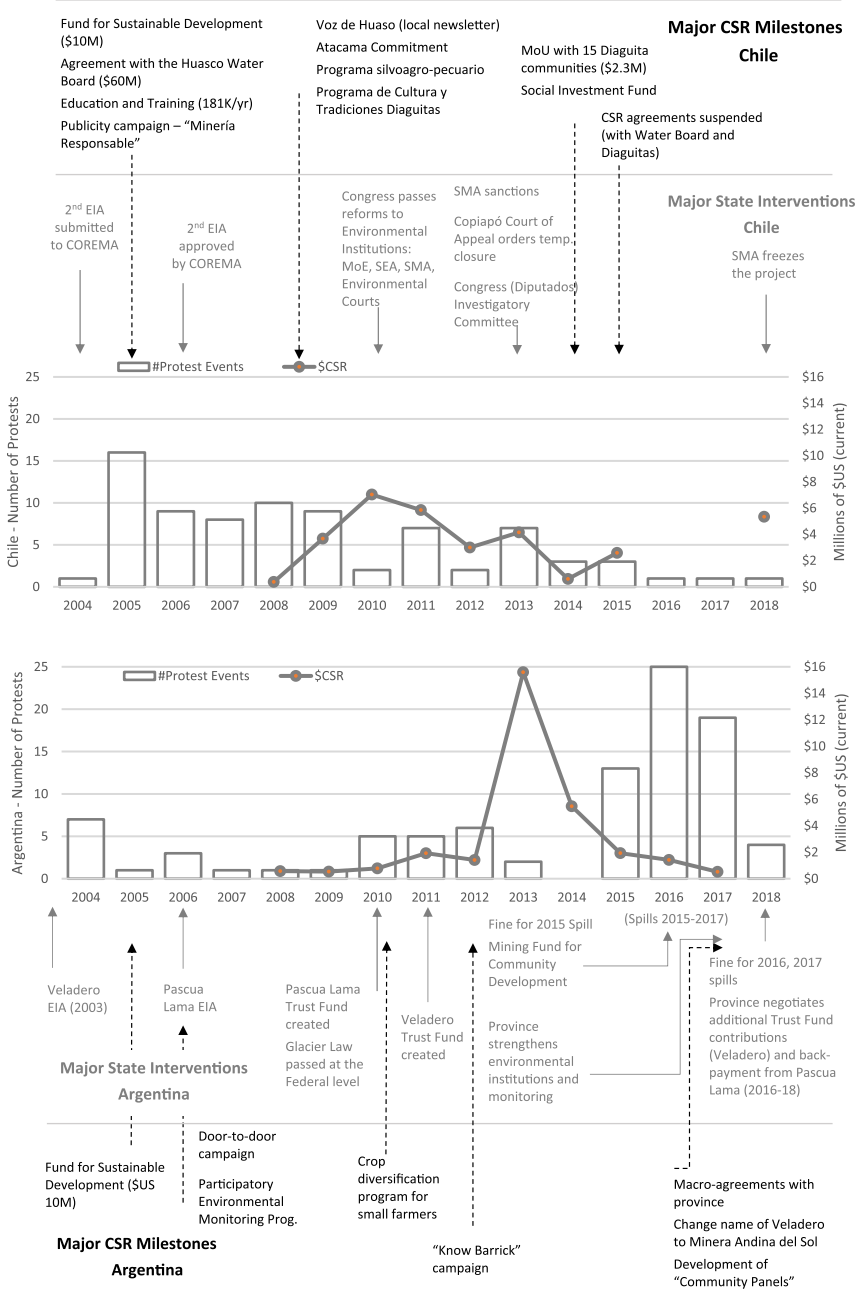 Fund for Sustainable Development
($10M)
Agreement with the Huasco Water
Board ($60M)
Education and Training (181K/yr)
Publicity campaign – “Minería
Responsable”
Voz de Huaso (local newsletter)
Atacama Commitment
Programa silvoagro-pecuario
Programa de Cultura y
Tradiciones Diaguitas
MoU with 15 Diaguita
communities ($2.3M)
Social Investment Fund
Major CSR Milestones
Chile
CSR agreements suspended
(with Water Board and
Diaguitas)
2nd EIA
submitted
to COREMA
2nd EIA
approved
by COREMA
Congress passes
reforms to
Environmental
Institutions:
MoE, SEA, SMA,
Environmental
Courts
SMA sanctions
Copiapó Court of
Appeal orders temp.
closure
Congress (Diputados)
Investigatory
Committee
Major State Interventions
Chile
SMA freezes
the project
#Protest Events
$CSR
Chile - Number of Protests
25
20
15
10
5
0
$16
$14
$12
$10
$8
$6
$4
$2
$0
Millions of $US (current)
2004 2005 2006 2007 2008 2009 2010 2011 2012 2013 2014 2015 2016 2017 2018
#Protest Events
$CSR
Argentina - Number of Protests
25
20
15
10
5
0
$16
$14
$12
$10
$8
$6
$4
$2
$0
Millions of $US (current)
2004 2005 2006 2007 2008 2009 2010 2011 2012 2013 2014 2015 2016 2017 2018
(Spills 2015-2017)
Veladero
EIA (2003)
Pascua
Lama EIA
Pascua Lama
Trust Fund
created
Glacier Law
passed at the
Federal level
Veladero
Trust Fund
created
Fine for 2015 Spill
Mining Fund for
Community
Development
Province
strengthens
environmental
institutions and
monitoring
Fine for 2016, 2017
spills
Province negotiates
additional Trust Fund
contributions
(Veladero) and back-
payment from Pascua
Lama (2016-18)
Major State Interventions
Argentina
Fund for Sustainable
Development ($US
10M)
Door-to-door
campaign
Participatory
Environmental
Monitoring Prog.
Crop
diversification
program for
small farmers
“Know Barrick”
campaign
Macro-agreements with
province
Change name of Veladero
to Minera Andina del Sol
Development of
“Community Panels”
Major CSR Milestones
Argentina